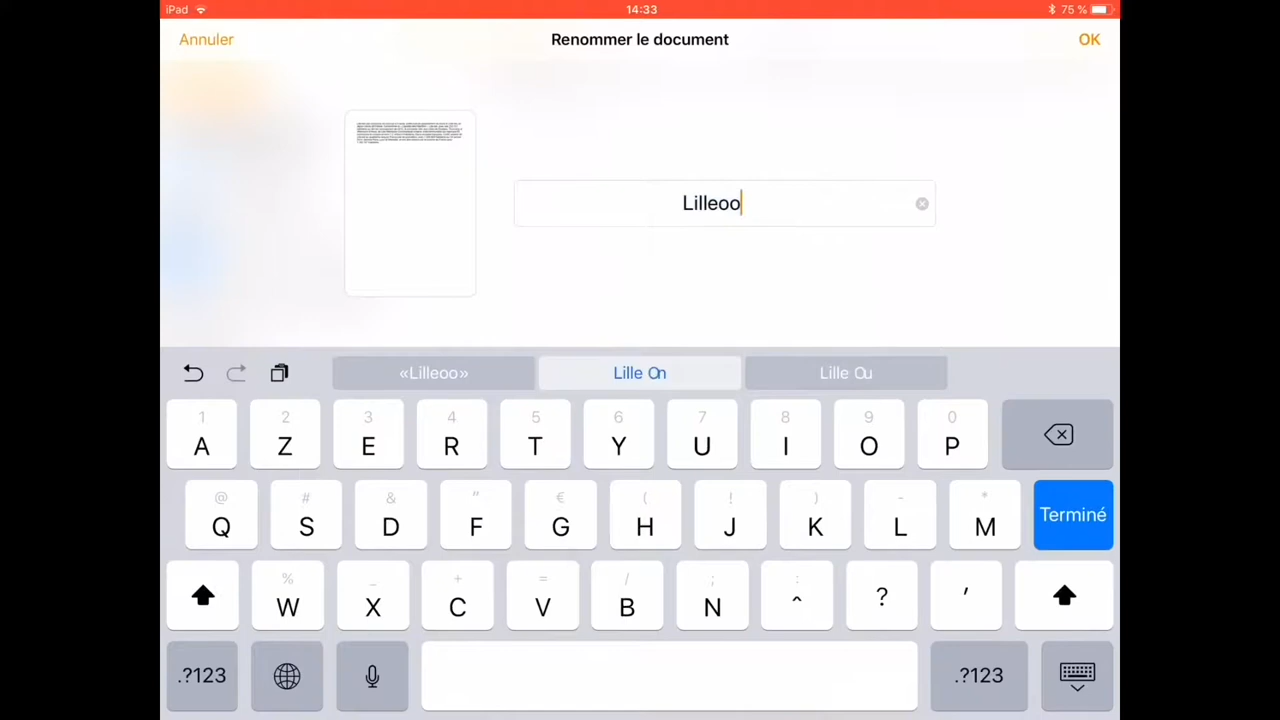 iPad 14:33 75 %
Annuler Renommer le document OK
Lilleoo
«Lilleoo» Lille On Lille Ou
1 2 3 4 5 6 7 8 9 0
A Z E R T Y U I O P
@ # & " € ( ! ) - *
Q S D F G H J K L M Terminé
% _ + = / ; : 
W X C V B N ^ ? '
.?123 .?123